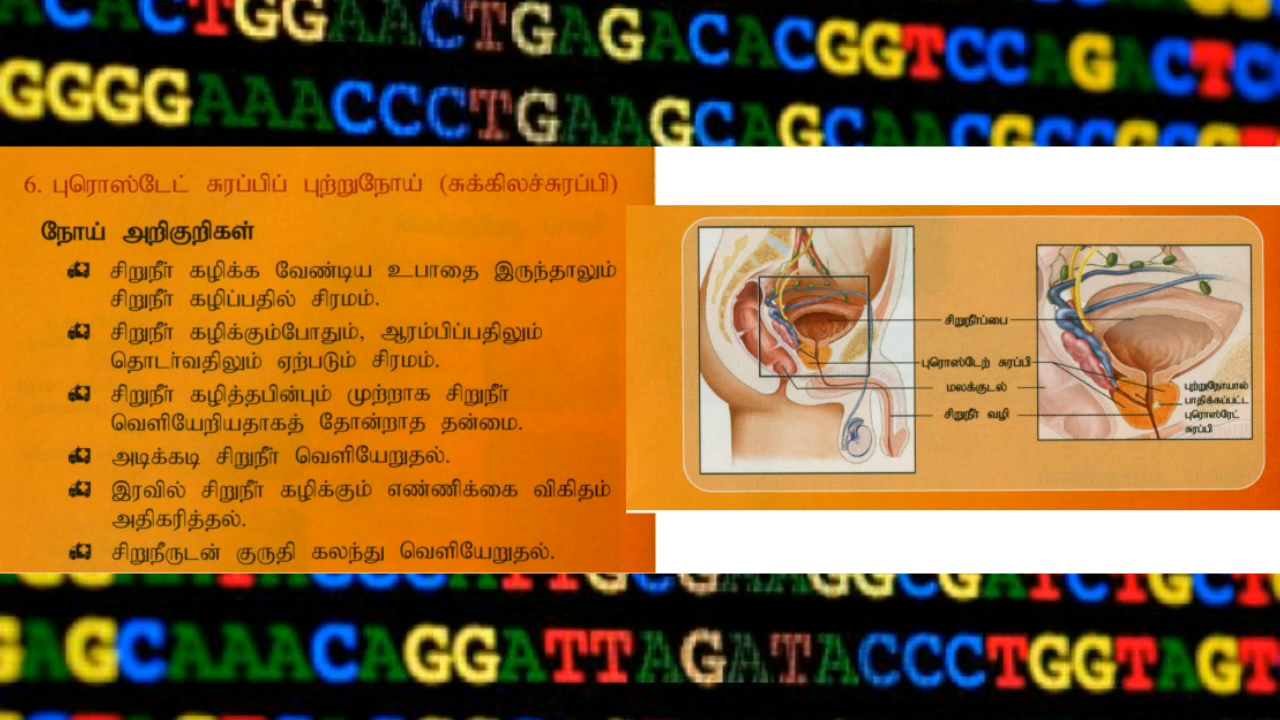 ACACTGGAACTGAGACACGGTCCAGACTC
GGGGAAACCCTGAAGCAGCAACGCCGCGT
6. புரொஸ்டேட் சுரப்பிப் புற்றுநோய் (சுக்கிலச்சுரப்பி)
நோய் அறிகுறிகள்
சிறுநீர் கழிக்க வேண்டிய உபாதை இருந்தாலும்
சிறுநீர் கழிப்பதில் சிரமம்.
சிறுநீர் கழிக்கும்போதும், ஆரம்பிப்பதிலும்
தொடர்வதிலும் ஏற்படும் சிரமம்.
சிறுநீர் கழித்தபின்பும் முற்றாக சிறுநீர்
வெளியேறியதாகத் தோன்றாத தன்மை.
அடிக்கடி சிறுநீர் வெளியேறுதல்.
இரவில் சிறுநீர் கழிக்கும் எண்ணிக்கை விகிதம்
அதிகரித்தல்.
சிறுநீருடன் குருதி கலந்து வெளியேறுதல்.
சிறுநீர்ப்பை
புரொஸ்டேற் சுரப்பி
மலக்குடல்
சிறுநீர் வழி
புற்றுநோயால்
பாதிக்கப்பட்ட
புரொஸ்ரேட்
சுரப்பி
GAGCAAACAGGATTAGATACCCTGGTAGT